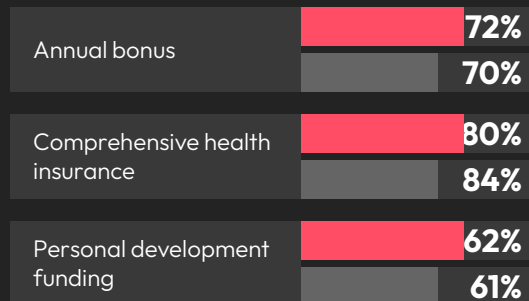 72%
Annual bonus
70%
80%
Comprehensive health
insurance
84%
62%
Personal development
funding
61%